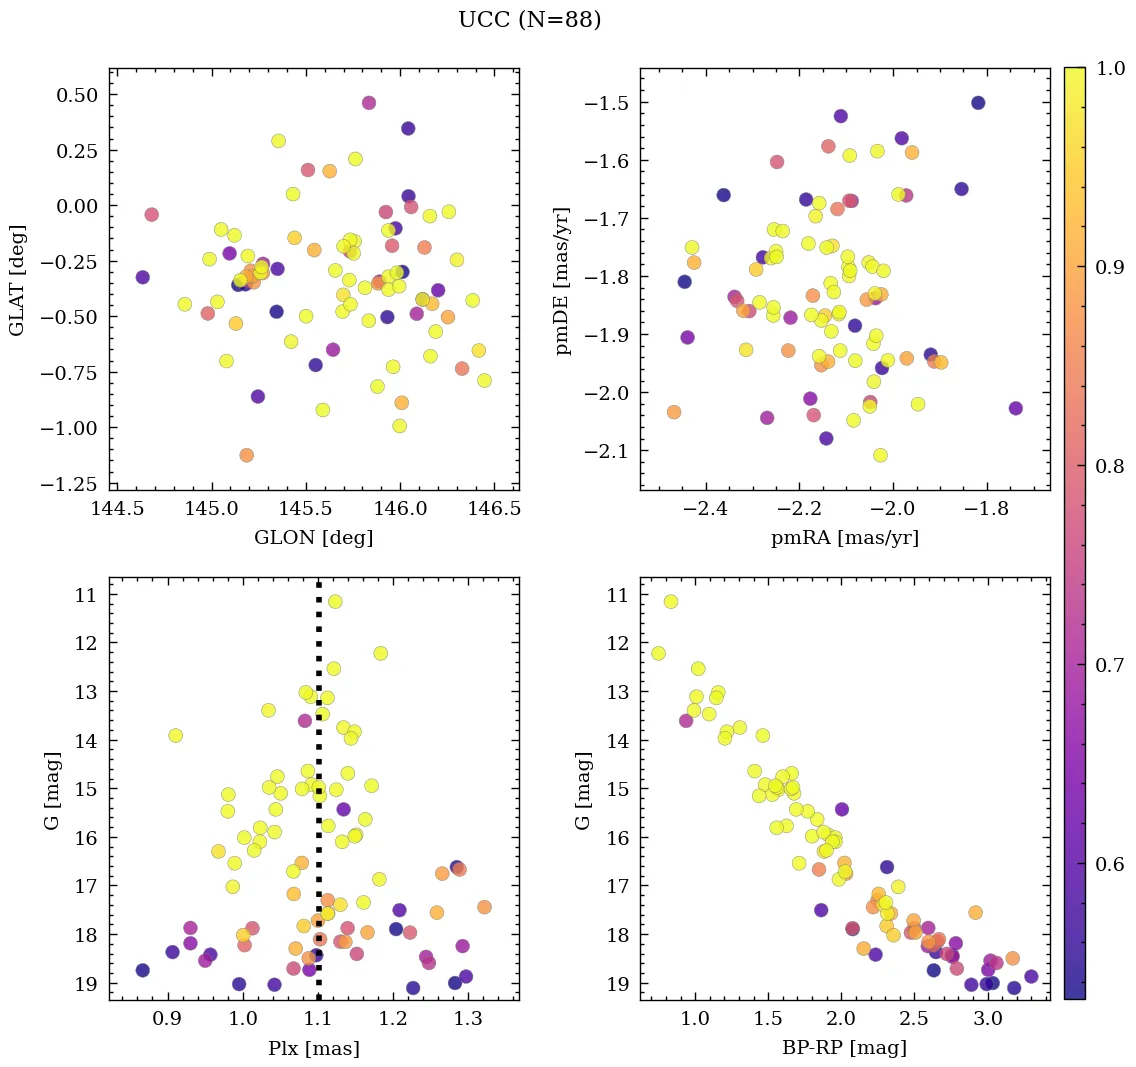 UCC (N=88)
0.50
0.25
0.00
−0.25
−0.50
−0.75
−1.00
−1.25
GLAT [deg]
144.5 145.0 145.5 146.0 146.5
GLON [deg]
−1.5
−1.6
−1.7
−1.8
−1.9
−2.0
−2.1
pmDE [mas/yr]
−2.4 −2.2 −2.0 −1.8
pmRA [mas/yr]
11
12
13
14
15
16
17
18
19
G [mag]
0.9 1.0 1.1 1.2 1.3
Plx [mas]
11
12
13
14
15
16
17
18
19
G [mag]
1.0 1.5 2.0 2.5 3.0
BP-RP [mag]
1.0
0.9
0.8
0.7
0.6